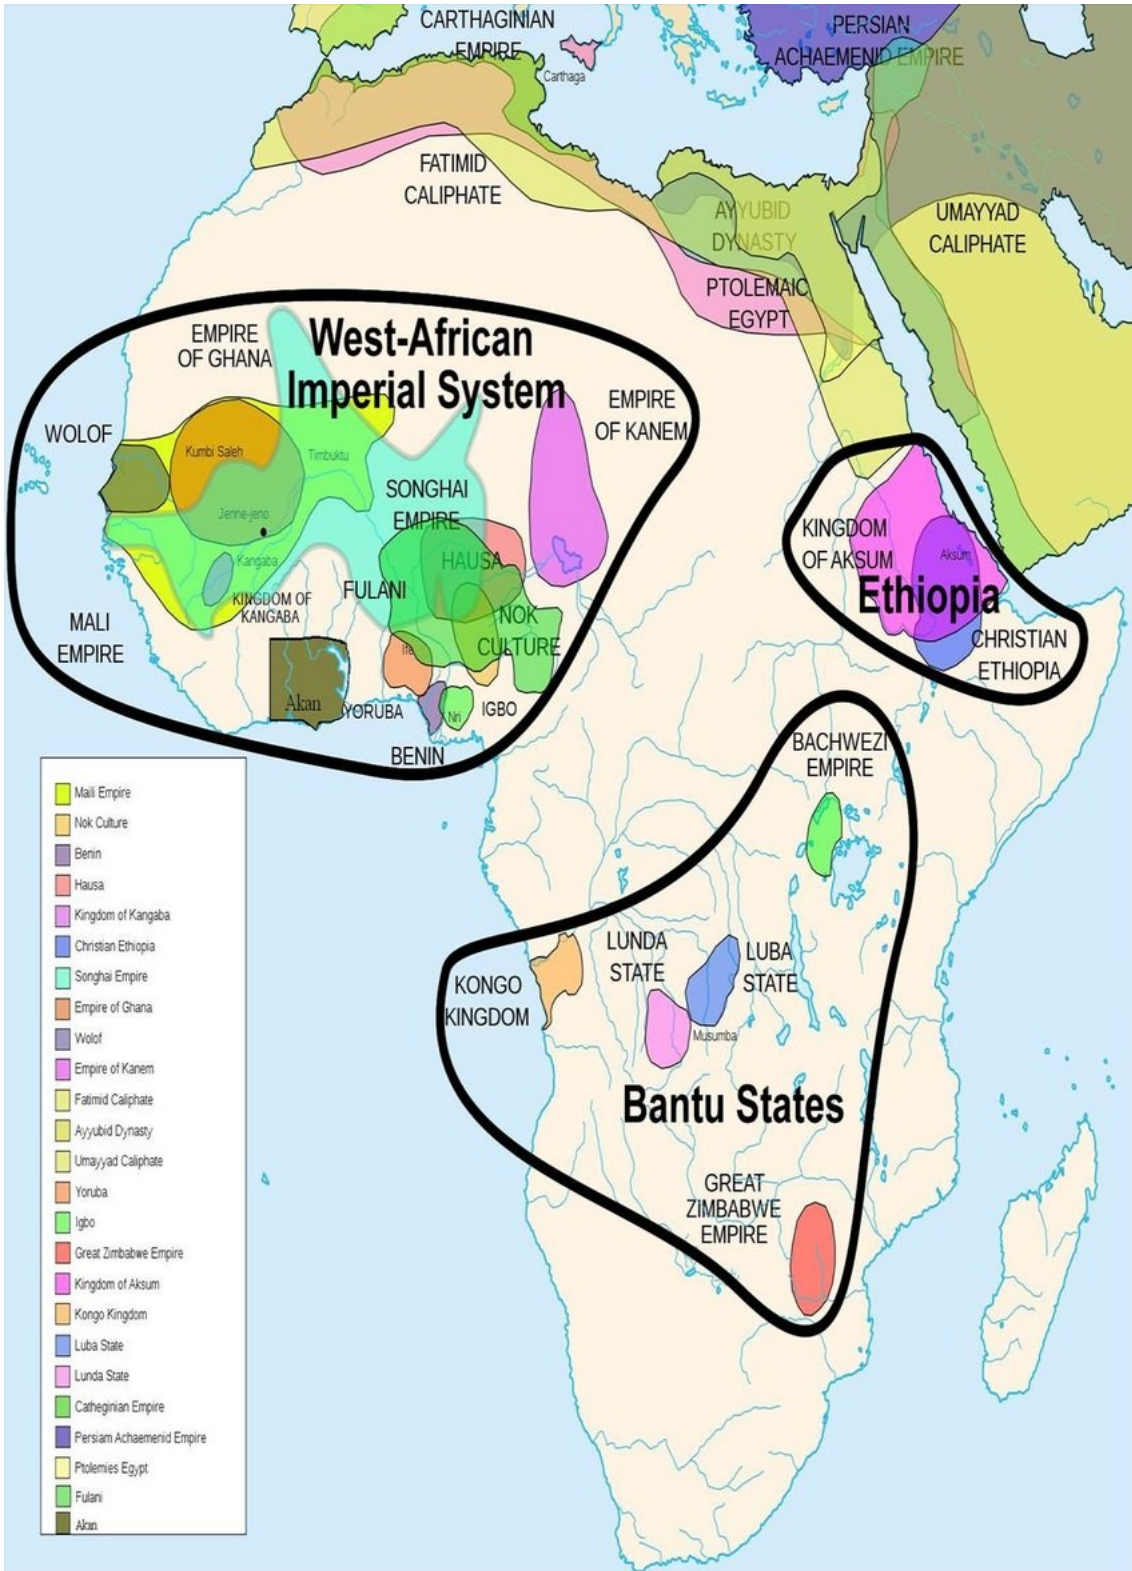 CARTHAGINIAN
EMPIRE
Carthaga
PERSIAN
ACHAEMENID EMPIRE
FATIMID
CALIPHATE
AYYUBID
DYNASTY
UMAYYAD
CALIPHATE
PTOLEMAIC
EGYPT
EMPIRE
OF GHANA
West-African
Imperial System
EMPIRE
OF KANEM
WOLOF
Kumbi Saleh
Timbuktu
SONGHAI
EMPIRE
Jenne-jeno
Kangaba
HAUSA
FULANI
KINGDOM OF
KANGABA
NOK
CULTURE
MALI
EMPIRE
Ife
Akan
YORUBA
Nri
IGBO
BENIN
KINGDOM
OF AKSUM
Aksum
Ethiopia
CHRISTIAN
ETHIOPIA
BACHWEZI
EMPIRE
LUNDA
STATE
LUBA
STATE
KONGO
KINGDOM
Musumba
Bantu States
GREAT
ZIMBABWE
EMPIRE
Maili Empire
Nok Culture
Benin
Hausa
Kingdom of Kangaba
Christian Ethiopia
Songhai Empire
Empire of Ghana
Wolof
Empire of Kanem
Fatimid Caliphate
Ayyubid Dynasty
Umayyad Caliphate
Yoruba
Igbo
Great Zimbabwe Empire
Kingdom of Aksum
Kongo Kingdom
Luba State
Lunda State
Catheginian Empire
Persiam Achaemenid Empire
Ptolemies Egypt
Fulani
Akan